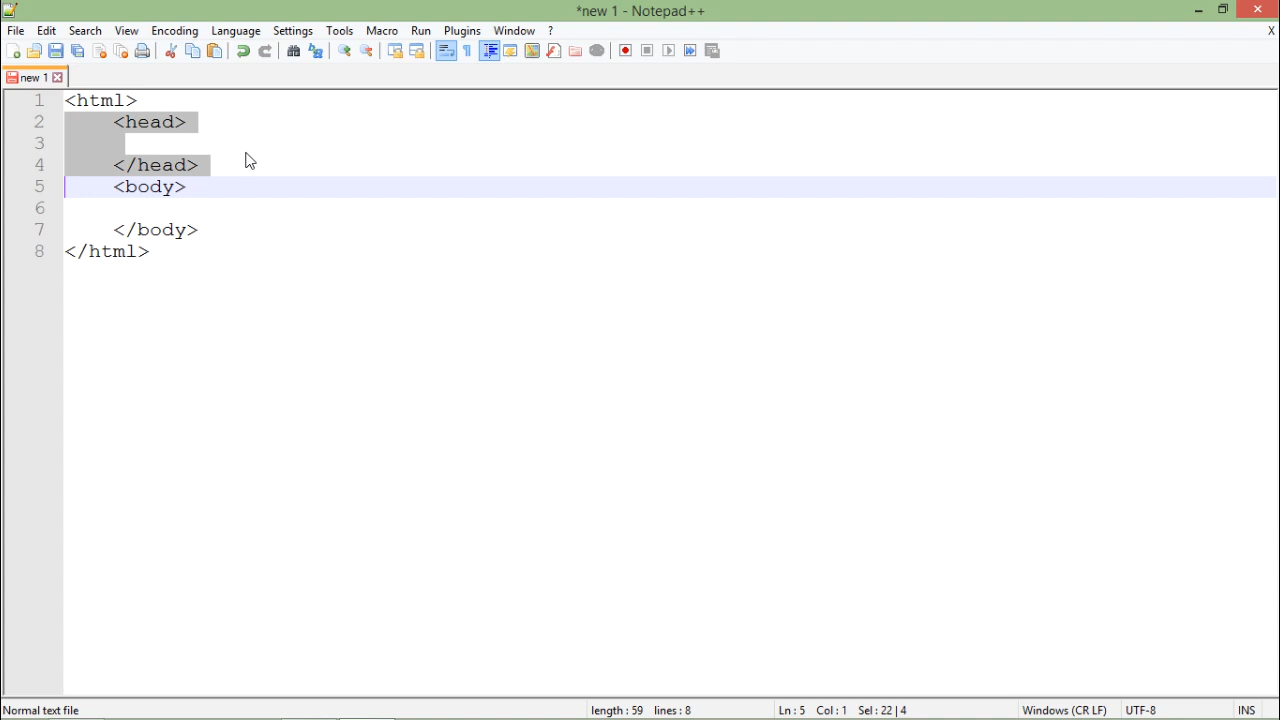 *new 1 - Notepad++
File Edit Search View Encoding Language Settings Tools Macro Run Plugins Window ? X
new 1
1 <html>
2 <head>
3
4 </head>
5 <body>
6
7 </body>
8 </html>
Normal text file length : 59 lines : 8 Ln : 5 Col : 1 Sel : 22 | 4 Windows (CR LF) UTF-8 INS